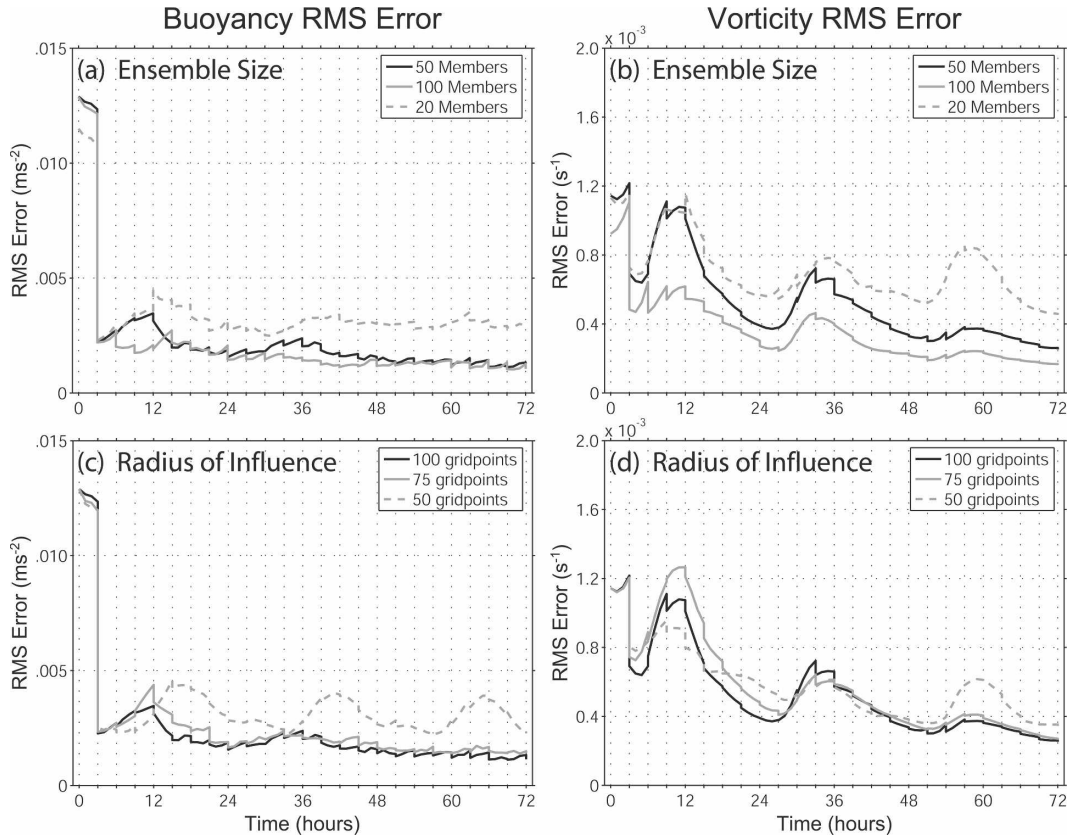 Buoyancy RMS Error
Vorticity RMS Error
(a) Ensemble Size
50 Members
100 Members
20 Members
.015
.010
.005
0
RMS Error (ms-2)
0 12 24 36 48 60 72
(b) Ensemble Size
50 Members
100 Members
20 Members
2.0 x 10-3
1.6
1.2
0.8
0.4
0
RMS Error (s-1)
0 12 24 36 48 60 72
(c) Radius of Influence
100 gridpoints
75 gridpoints
50 gridpoints
.015
.010
.005
0
RMS Error (ms-2)
0 12 24 36 48 60 72
Time (hours)
(d) Radius of Influence
100 gridpoints
75 gridpoints
50 gridpoints
2.0 x 10-3
1.6
1.2
0.8
0.4
0
RMS Error (s-1)
0 12 24 36 48 60 72
Time (hours)